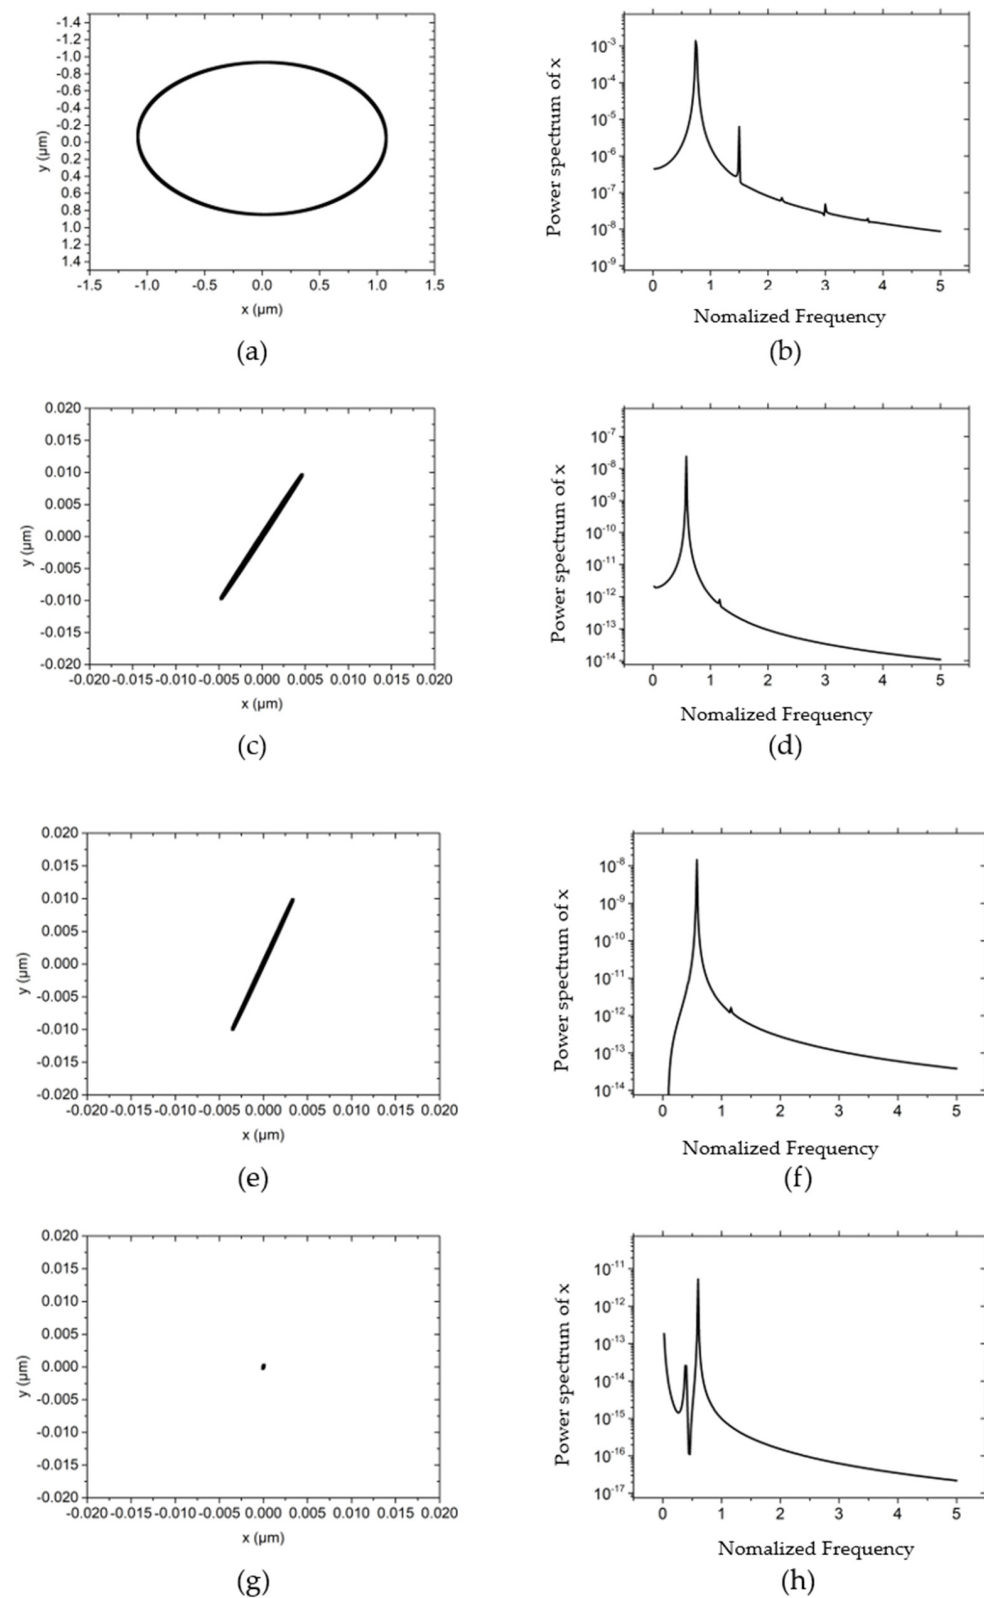 -1.4
-1.2
-1.0
-0.8
-0.6
-0.4
-0.2
0.0
0.2
0.4
0.6
0.8
1.0
1.2
1.4
y (μm)
-1.5 -1.0 -0.5 0.0 0.5 1.0 1.5
x (μm)
(a)
10-3
10-4
10-5
10-6
10-7
10-8
10-9
Power spectrum of x
0 1 2 3 4 5
Nomalized Frequency
(b)
0.020
0.015
0.010
0.005
0.000
-0.005
-0.010
-0.015
-0.020
y (μm)
-0.020 -0.015 -0.010 -0.005 0.000 0.005 0.010 0.015 0.020
x (μm)
(c)
10-7
10-8
10-9
10-10
10-11
10-12
10-13
10-14
Power spectrum of x
0 1 2 3 4 5
Nomalized Frequency
(d)
0.020
0.015
0.010
0.005
0.000
-0.005
-0.010
-0.015
-0.020
y (μm)
-0.020 -0.015 -0.010 -0.005 0.000 0.005 0.010 0.015 0.020
x (μm)
(e)
10-8
10-9
10-10
10-11
10-12
10-13
10-14
Power spectrum of x
0 1 2 3 4 5
Nomalized Frequency
(f)
0.020
0.015
0.010
0.005
0.000
-0.005
-0.010
-0.015
-0.020
y (μm)
-0.020 -0.015 -0.010 -0.005 0.000 0.005 0.010 0.015 0.020
x (μm)
(g)
10-11
10-12
10-13
10-14
10-15
10-16
10-17
Power spectrum of x
0 1 2 3 4 5
Nomalized Frequency
(h)